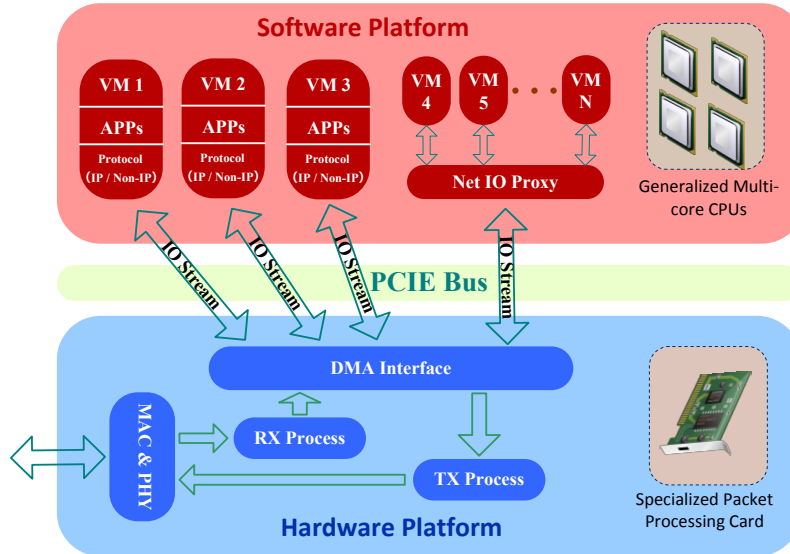 Software Platform
VM 1
APPs
Protocol
(IP / Non-IP)
VM 2
APPs
Protocol
(IP / Non-IP)
VM 3
APPs
Protocol
(IP / Non-IP)
VM
4
VM
5
VM
N
Net IO Proxy
Generalized Multi-
core CPUs
IO Stream
IO Stream
IO Stream
IO Stream
PCIE Bus
DMA Interface
MAC & PHY
RX Process
TX Process
Specialized Packet
Processing Card
Hardware Platform